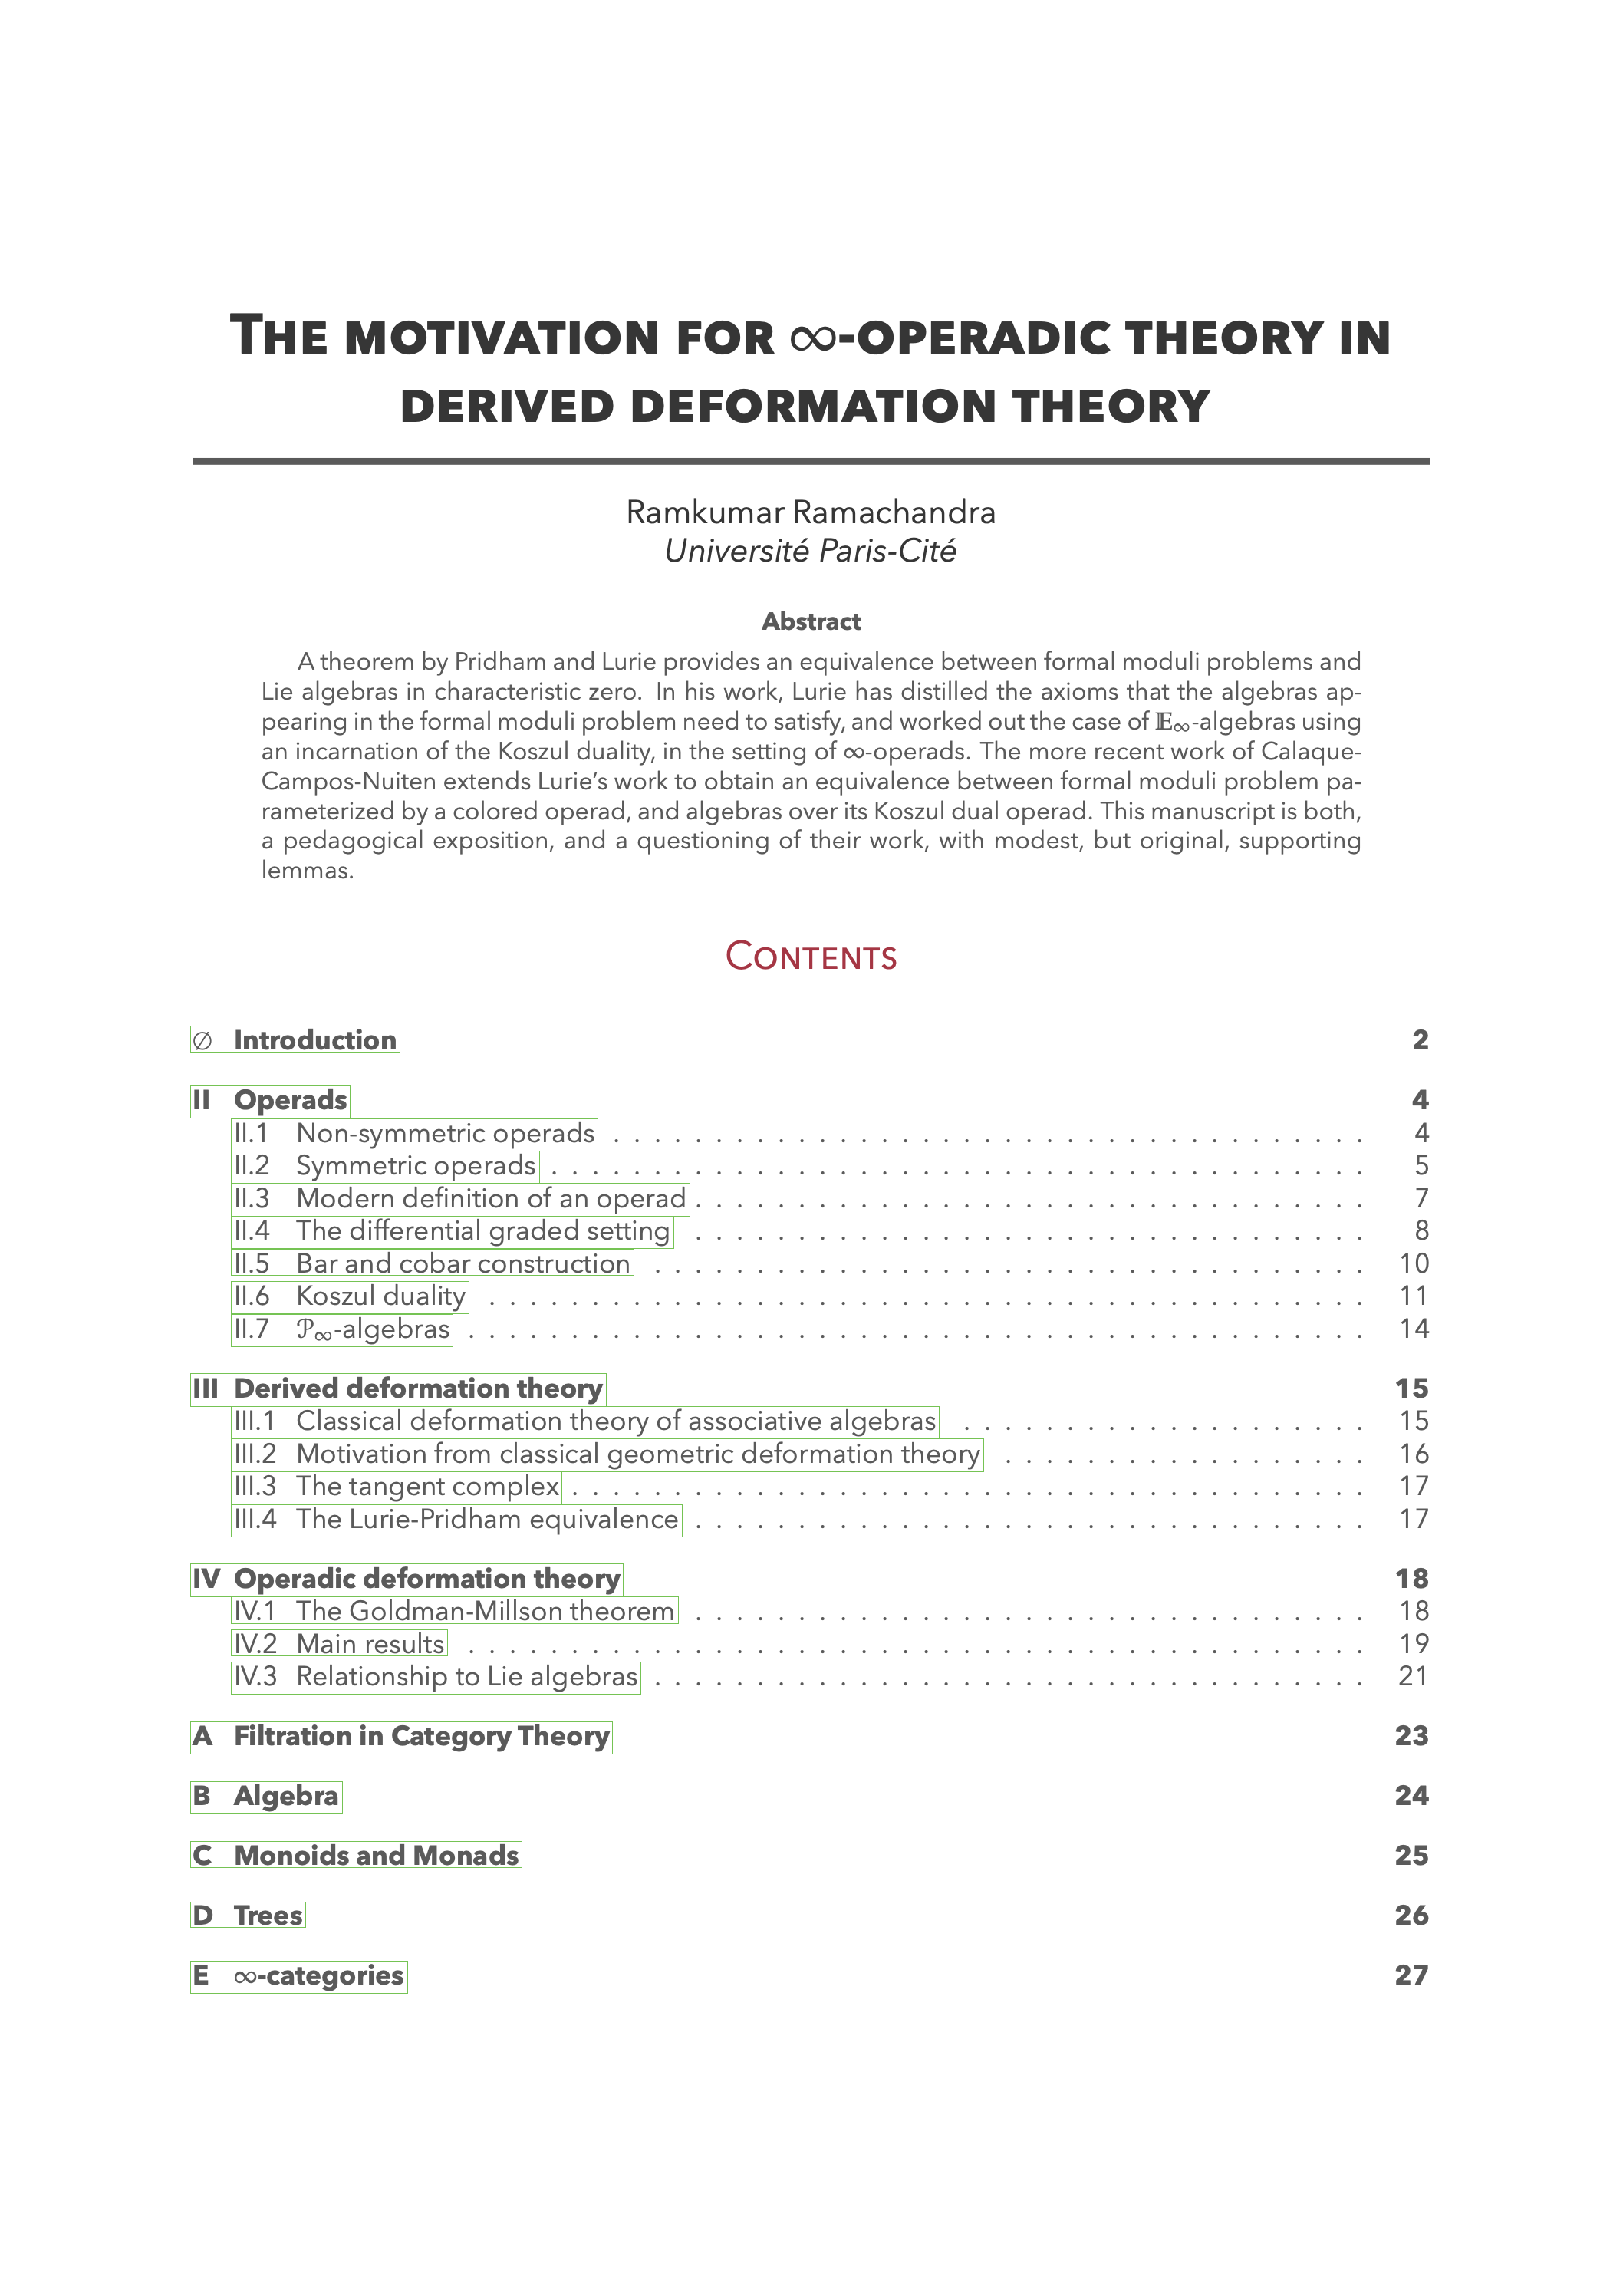 The motivation for ∞-operadic theory in
derived deformation theory
Ramkumar Ramachandra
Université Paris-Cité
Abstract
A theorem by Pridham and Lurie provides an equivalence between formal moduli problems and
Lie algebras in characteristic zero. In his work, Lurie has distilled the axioms that the algebras ap-
pearing in the formal moduli problem need to satisfy, and worked out the case of 𝔼∞-algebras using
an incarnation of the Koszul duality, in the setting of ∞-operads. The more recent work of Calaque-
Campos-Nuiten extends Lurie's work to obtain an equivalence between formal moduli problem pa-
rameterized by a colored operad, and algebras over its Koszul dual operad. This manuscript is both,
a pedagogical exposition, and a questioning of their work, with modest, but original, supporting
lemmas.
Contents
∅ Introduction 2
II Operads 4
II.1 Non-symmetric operads . . . . . . . . . . 4
II.2 Symmetric operads . . . . . . . . . . 5
II.3 Modern definition of an operad . . . . . . . . . . 7
II.4 The differential graded setting . . . . . . . . . . 8
II.5 Bar and cobar construction . . . . . . . . . . 10
II.6 Koszul duality . . . . . . . . . . 11
II.7 𝒫∞-algebras . . . . . . . . . . 14
III Derived deformation theory 15
III.1 Classical deformation theory of associative algebras . . . . . . . . . . 15
III.2 Motivation from classical geometric deformation theory . . . . . . . . . . 16
III.3 The tangent complex . . . . . . . . . . 17
III.4 The Lurie-Pridham equivalence . . . . . . . . . . 17
IV Operadic deformation theory 18
IV.1 The Goldman-Millson theorem . . . . . . . . . . 18
IV.2 Main results . . . . . . . . . . 19
IV.3 Relationship to Lie algebras . . . . . . . . . . 21
A Filtration in Category Theory 23
B Algebra 24
C Monoids and Monads 25
D Trees 26
E ∞-categories 27